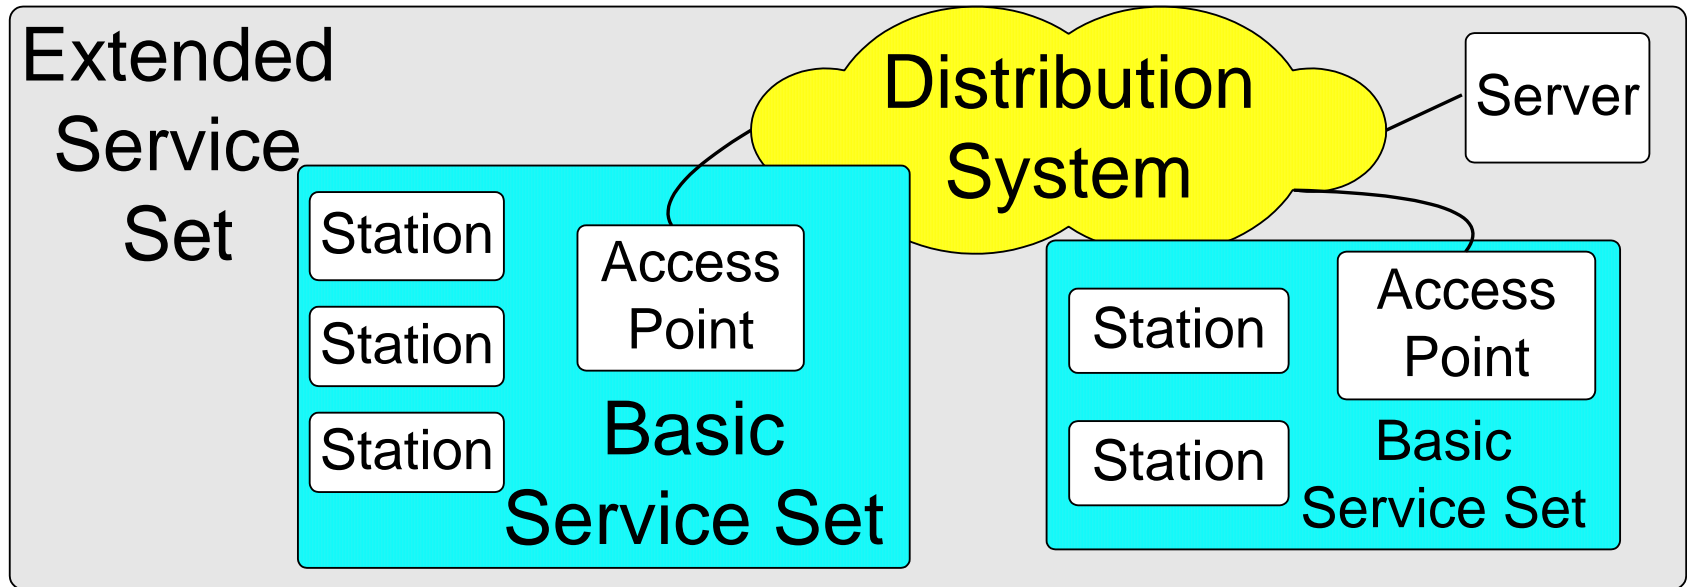 Extended
Service
Set
Distribution
System
Server
Station
Station
Station
Access
Point
Basic
Service Set
Station
Station
Access
Point
Basic
Service Set